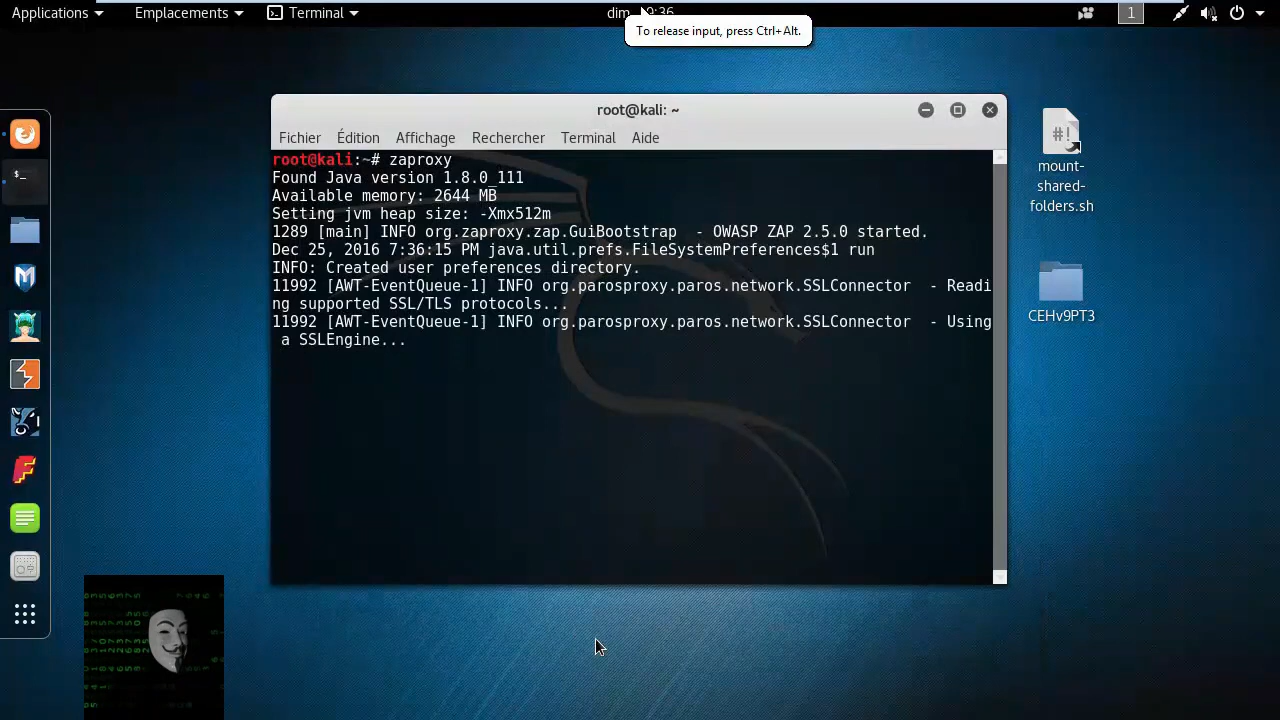 Applications
Emplacements
Terminal
dim
9:36
1
To release input, press Ctrl+Alt.
root@kali: ~
Fichier Édition Affichage Rechercher Terminal Aide
root@kali:~# zaproxy
Found Java version 1.8.0_111
Available memory: 2644 MB
Setting jvm heap size: -Xmx512m
1289 [main] INFO org.zaproxy.zap.GuiBootstrap  - OWASP ZAP 2.5.0 started.
Dec 25, 2016 7:36:15 PM java.util.prefs.FileSystemPreferences$1 run
INFO: Created user preferences directory.
11992 [AWT-EventQueue-1] INFO org.parosproxy.paros.network.SSLConnector  - Readi
ng supported SSL/TLS protocols...
11992 [AWT-EventQueue-1] INFO org.parosproxy.paros.network.SSLConnector  - Using
 a SSLEngine...
#!
mount-
shared-
folders.sh
CEHv9PT3
$_